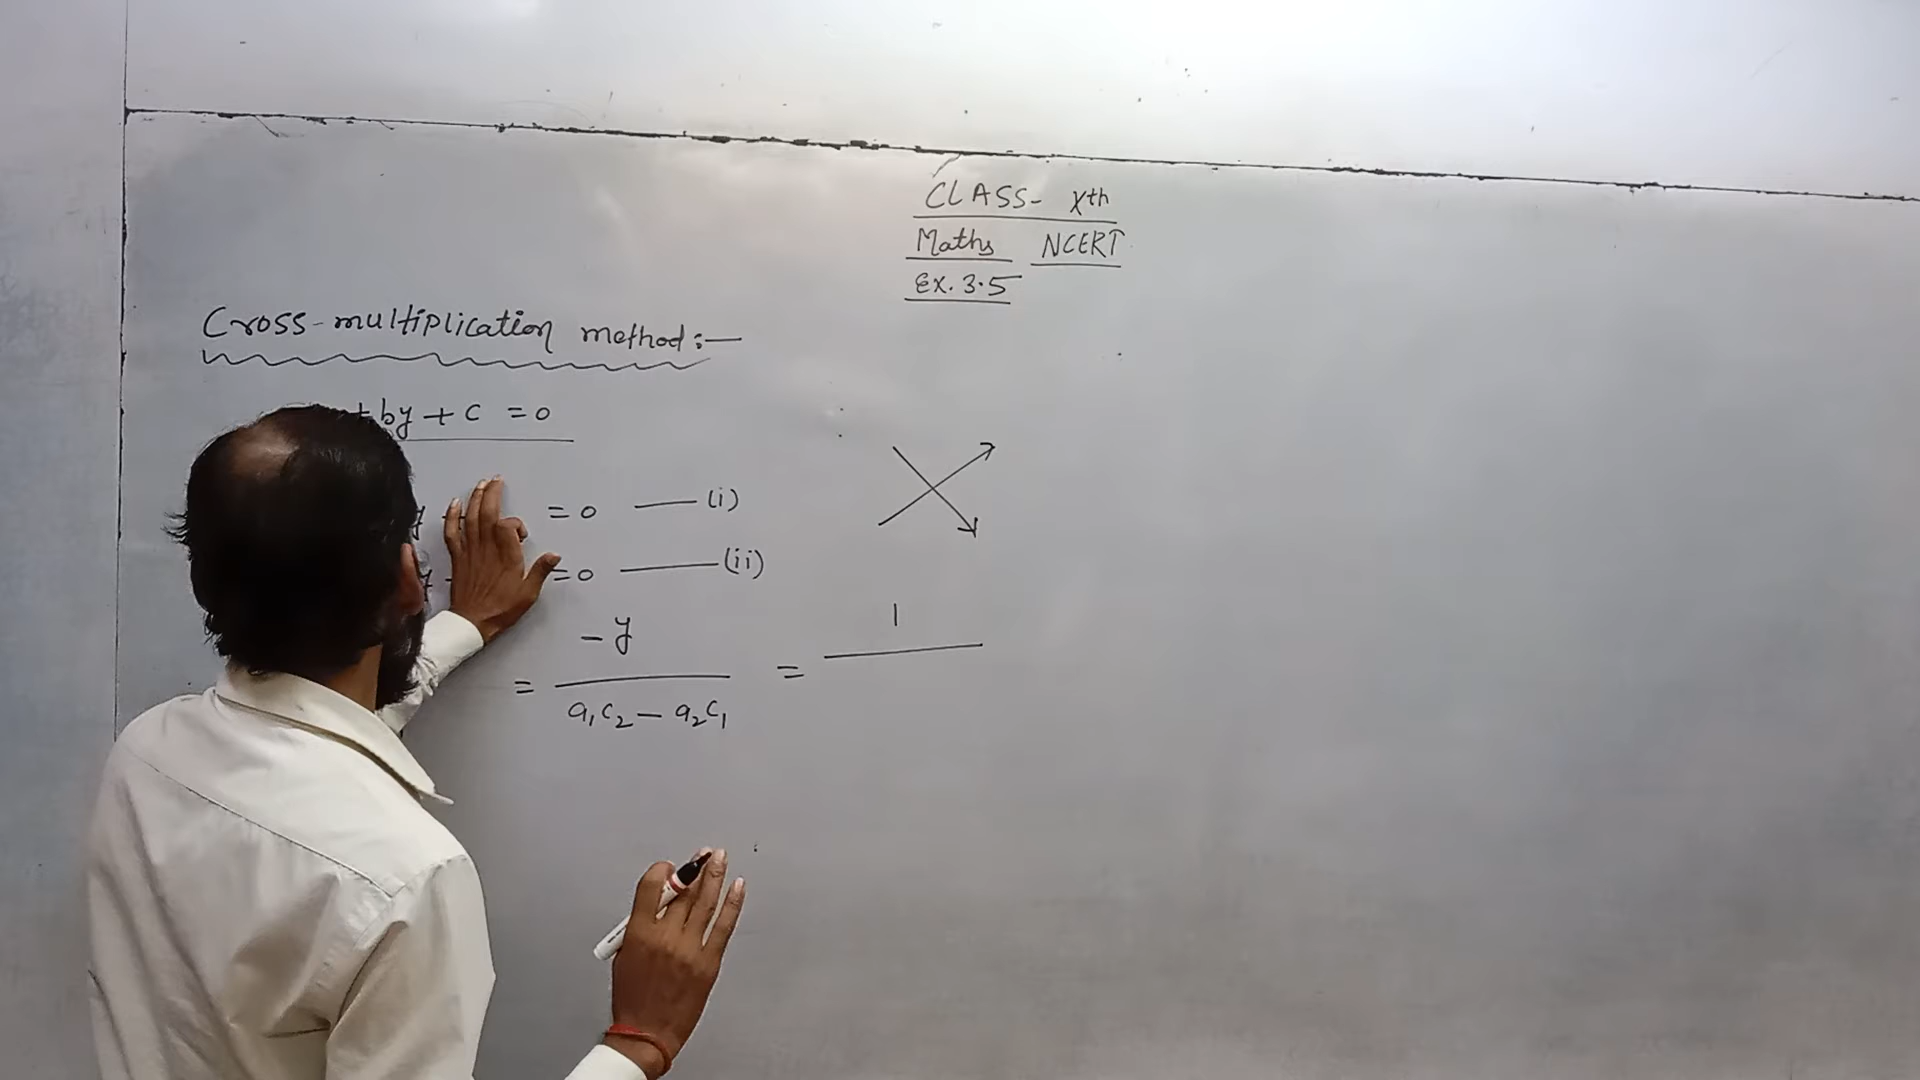 CLASS- Xth
Maths NCERT
Ex. 3.5
Cross-multiplication method:—
+ by + c = 0
= 0 —— (i)
= 0 —— (ii)
= -y / a₁c₂ - a₂c₁ = 1 /